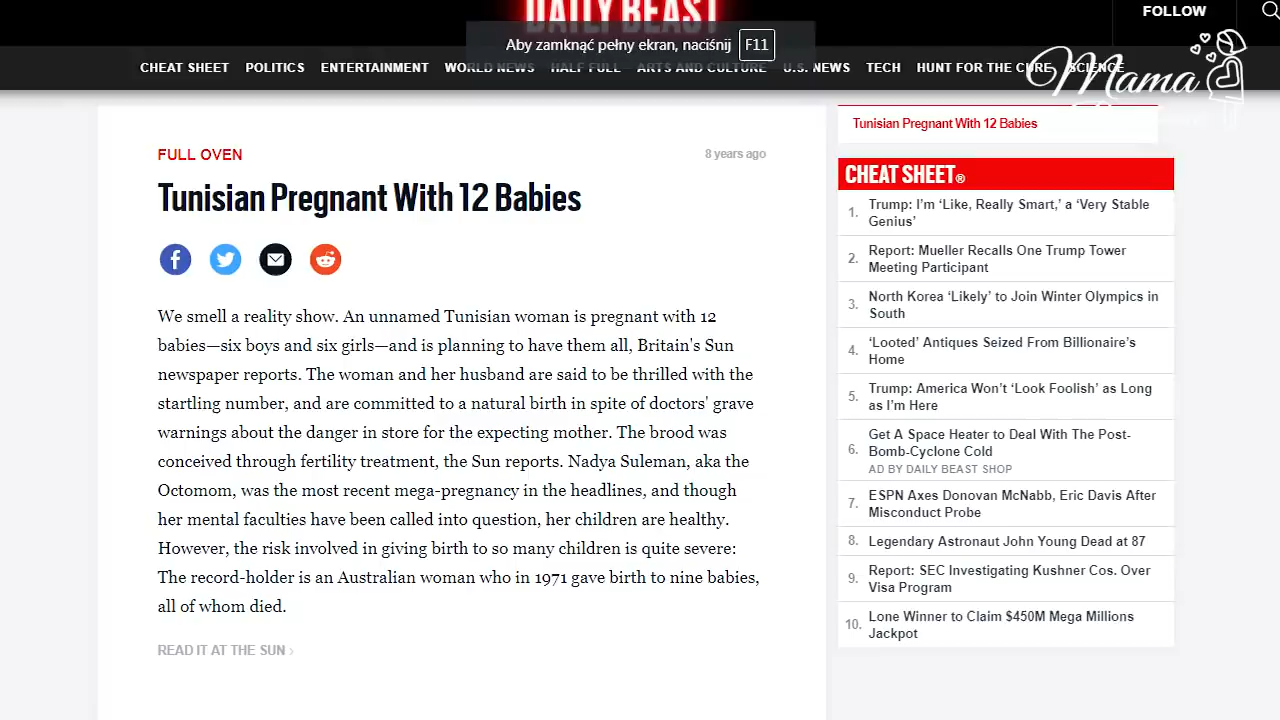 DAILY BEAST
FOLLOW
Aby zamknąć pełny ekran, naciśnij F11
CHEAT SHEET POLITICS ENTERTAINMENT WORLD NEWS HALF FULL ARTS AND CULTURE U.S. NEWS TECH HUNT FOR THE CURE SCIENCE
Mama
FULL OVEN
8 years ago
Tunisian Pregnant With 12 Babies
We smell a reality show. An unnamed Tunisian woman is pregnant with 12
babies—six boys and six girls—and is planning to have them all, Britain's Sun
newspaper reports. The woman and her husband are said to be thrilled with the
startling number, and are committed to a natural birth in spite of doctors' grave
warnings about the danger in store for the expecting mother. The brood was
conceived through fertility treatment, the Sun reports. Nadya Suleman, aka the
Octomom, was the most recent mega-pregnancy in the headlines, and though
her mental faculties have been called into question, her children are healthy.
However, the risk involved in giving birth to so many children is quite severe:
The record-holder is an Australian woman who in 1971 gave birth to nine babies,
all of whom died.
READ IT AT THE SUN ›
Tunisian Pregnant With 12 Babies
CHEAT SHEET®
1. Trump: I'm 'Like, Really Smart,' a 'Very Stable
Genius'
2. Report: Mueller Recalls One Trump Tower
Meeting Participant
3. North Korea 'Likely' to Join Winter Olympics in
South
4. 'Looted' Antiques Seized From Billionaire's
Home
5. Trump: America Won't 'Look Foolish' as Long
as I'm Here
6. Get A Space Heater to Deal With The Post-
Bomb-Cyclone Cold
AD BY DAILY BEAST SHOP
7. ESPN Axes Donovan McNabb, Eric Davis After
Misconduct Probe
8. Legendary Astronaut John Young Dead at 87
9. Report: SEC Investigating Kushner Cos. Over
Visa Program
10. Lone Winner to Claim $450M Mega Millions
Jackpot